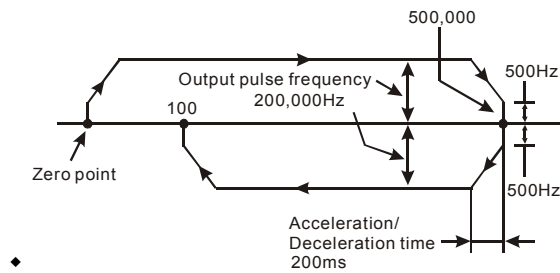 500,000
500Hz
Output pulse frequency
200,000Hz
100
Zero point
500Hz
Acceleration/
Deceleration time
200ms